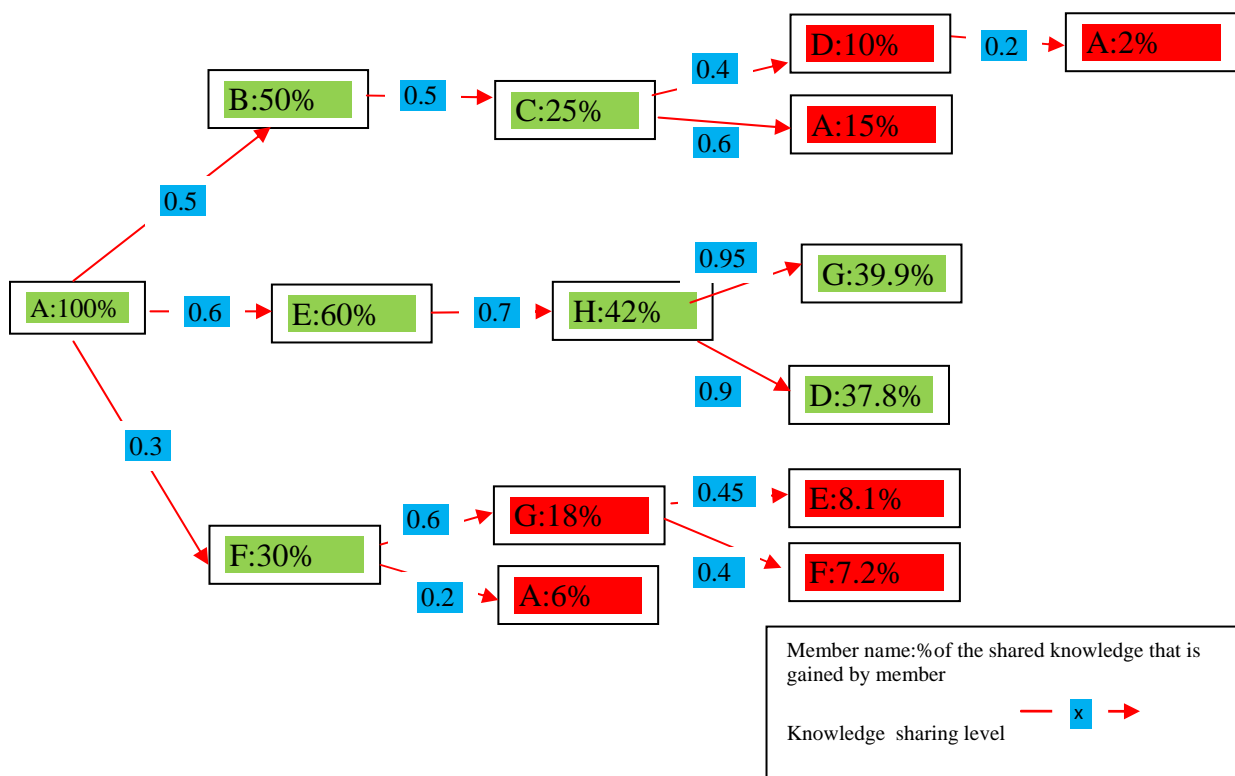 D:10%
0.2
A:2%
0.4
B:50%
0.5
C:25%
A:15%
0.6
0.5
0.95
G:39.9%
A:100%
0.6
E:60%
0.7
H:42%
0.9
D:37.8%
0.3
0.45
E:8.1%
0.6
G:18%
F:30%
0.4
F:7.2%
0.2
A:6%
Member name:%of the shared knowledge that is
gained by member
x
Knowledge sharing level